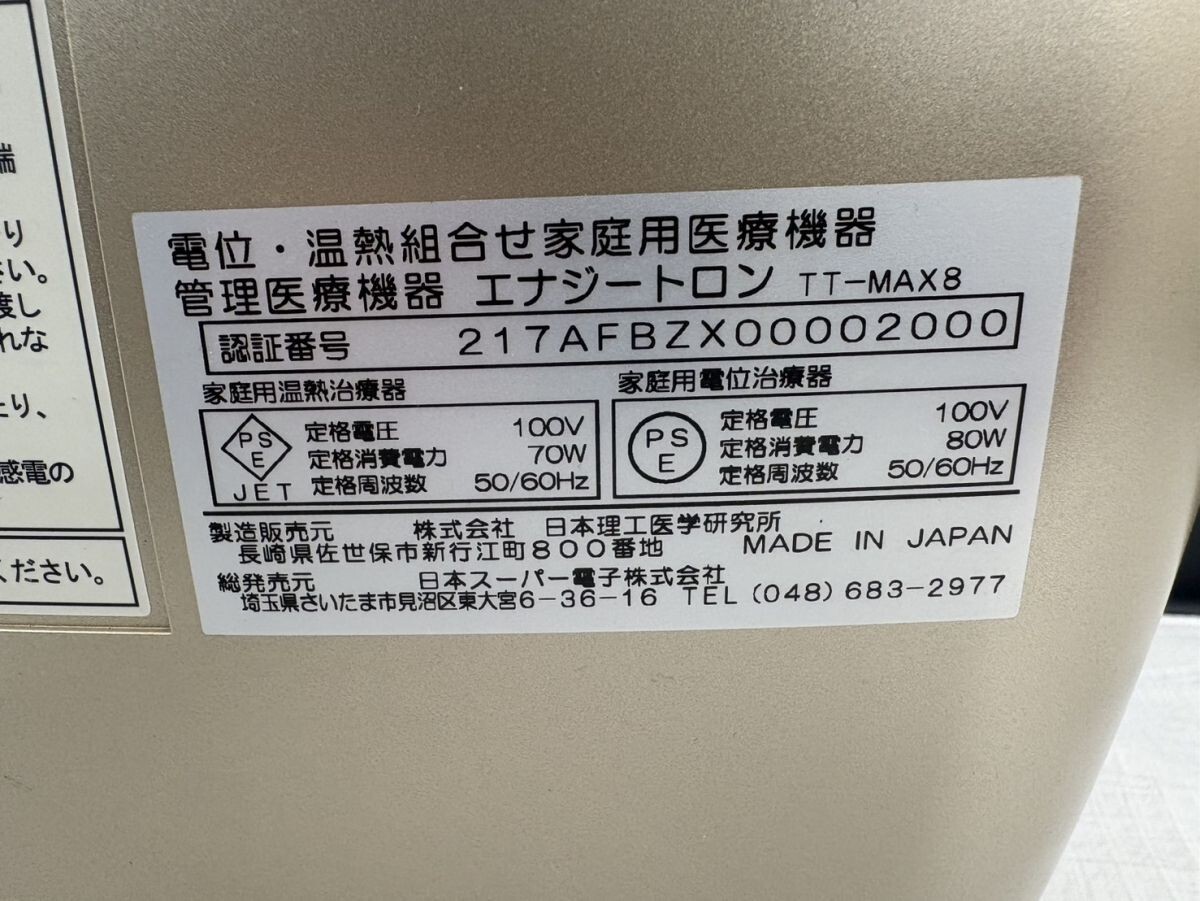 端
り
さい。
渡し
れな
より、
感電の
ください。
電位・温熱組合せ家庭用医療機器
管理医療機器 エナジートロン TT-MAX8
認証番号 217AFBZX00002000
家庭用温熱治療器
PSE
JET
定格電圧 100V
定格消費電力 70W
定格周波数 50/60Hz
家庭用電位治療器
PSE
定格電圧 100V
定格消費電力 80W
定格周波数 50/60Hz
製造販売元 株式会社 日本理工医学研究所
長崎県佐世保市新行江町800番地 MADE IN JAPAN
総発売元 日本スーパー電子株式会社
埼玉県さいたま市見沼区東大宮6-36-16 TEL (048) 683-2977